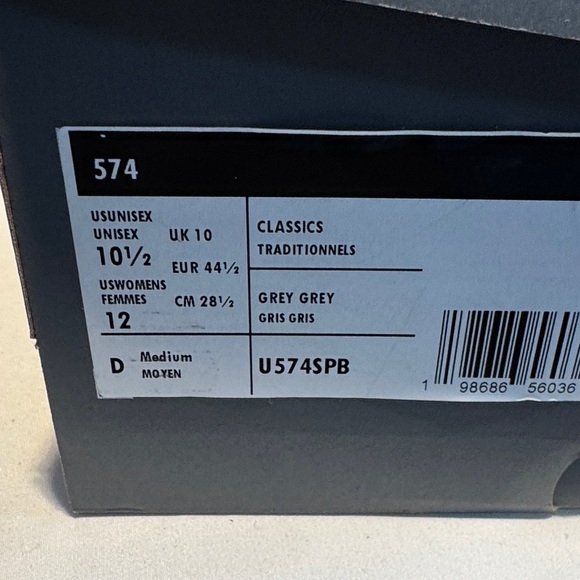 574
USUNISEX
UNISEX UK 10
10½
EUR 44½
USWOMENS
FEMMES CM 28½
12
D Medium
MOYEN
CLASSICS
TRADITIONNELS
GREY GREY
GRIS GRIS
U574SPB
1 98686 56036